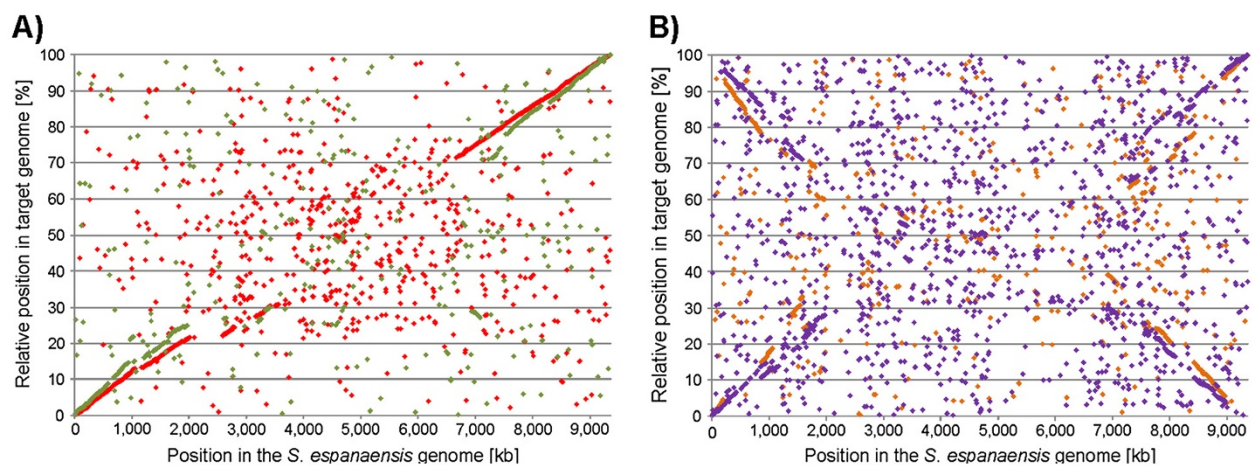 A)
Relative position in target genome [%]
100
90
80
70
60
50
40
30
20
10
0
0 1,000 2,000 3,000 4,000 5,000 6,000 7,000 8,000 9,000
Position in the S. espanaensis genome [kb]
B)
Relative position in target genome [%]
100
90
80
70
60
50
40
30
20
10
0
0 1,000 2,000 3,000 4,000 5,000 6,000 7,000 8,000 9,000
Position in the S. espanaensis genome [kb]